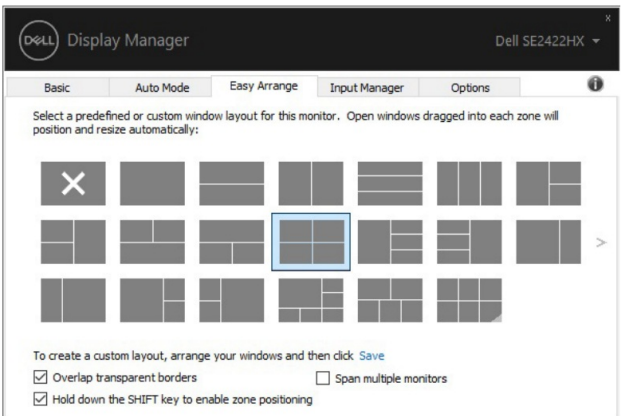 x
DELL Display Manager Dell SE2422HX
Basic Auto Mode Easy Arrange Input Manager Options i
Select a predefined or custom window layout for this monitor. Open windows dragged into each zone will
position and resize automatically:
>
To create a custom layout, arrange your windows and then click Save
Overlap transparent borders Span multiple monitors
Hold down the SHIFT key to enable zone positioning